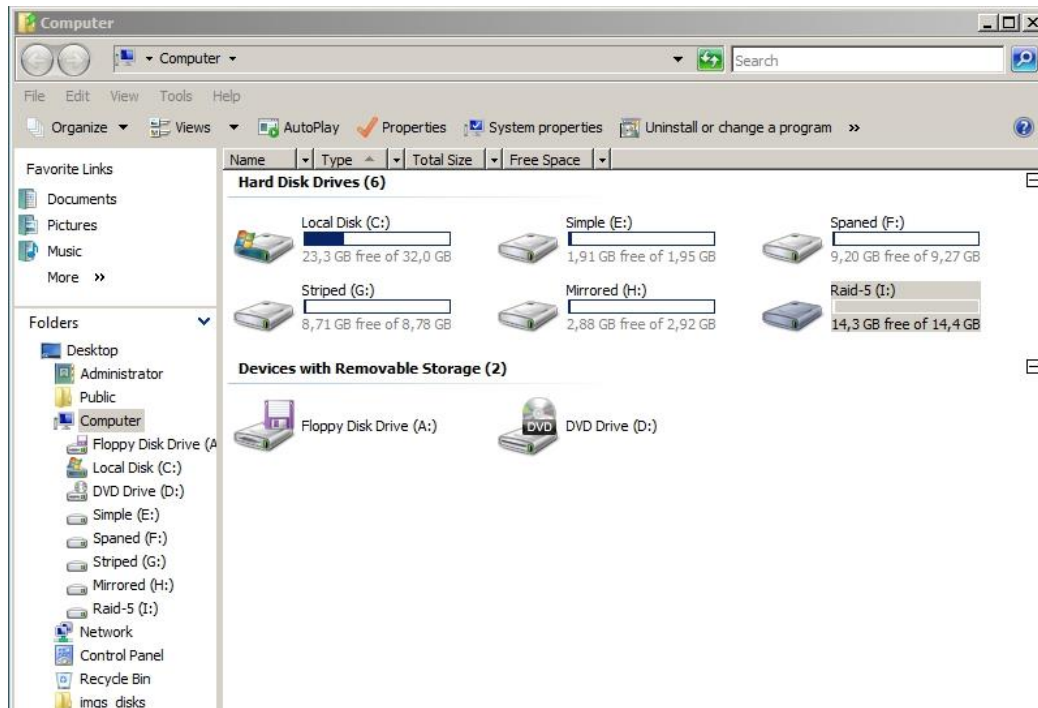 Computer
Computer
Search
File Edit View Tools Help
Organize Views AutoPlay Properties System properties Uninstall or change a program »
Favorite Links
Documents
Pictures
Music
More »
Folders
Desktop
Administrator
Public
Computer
Floppy Disk Drive (A
Local Disk (C:)
DVD Drive (D:)
Simple (E:)
Spaned (F:)
Striped (G:)
Mirrored (H:)
Raid-5 (I:)
Network
Control Panel
Recycle Bin
imgs_disks
Name Type Total Size Free Space
Hard Disk Drives (6)
Local Disk (C:)
23,3 GB free of 32,0 GB
Simple (E:)
1,91 GB free of 1,95 GB
Spaned (F:)
9,20 GB free of 9,27 GB
Striped (G:)
8,71 GB free of 8,78 GB
Mirrored (H:)
2,88 GB free of 2,92 GB
Raid-5 (I:)
14,3 GB free of 14,4 GB
Devices with Removable Storage (2)
Floppy Disk Drive (A:)
DVD
DVD Drive (D:)